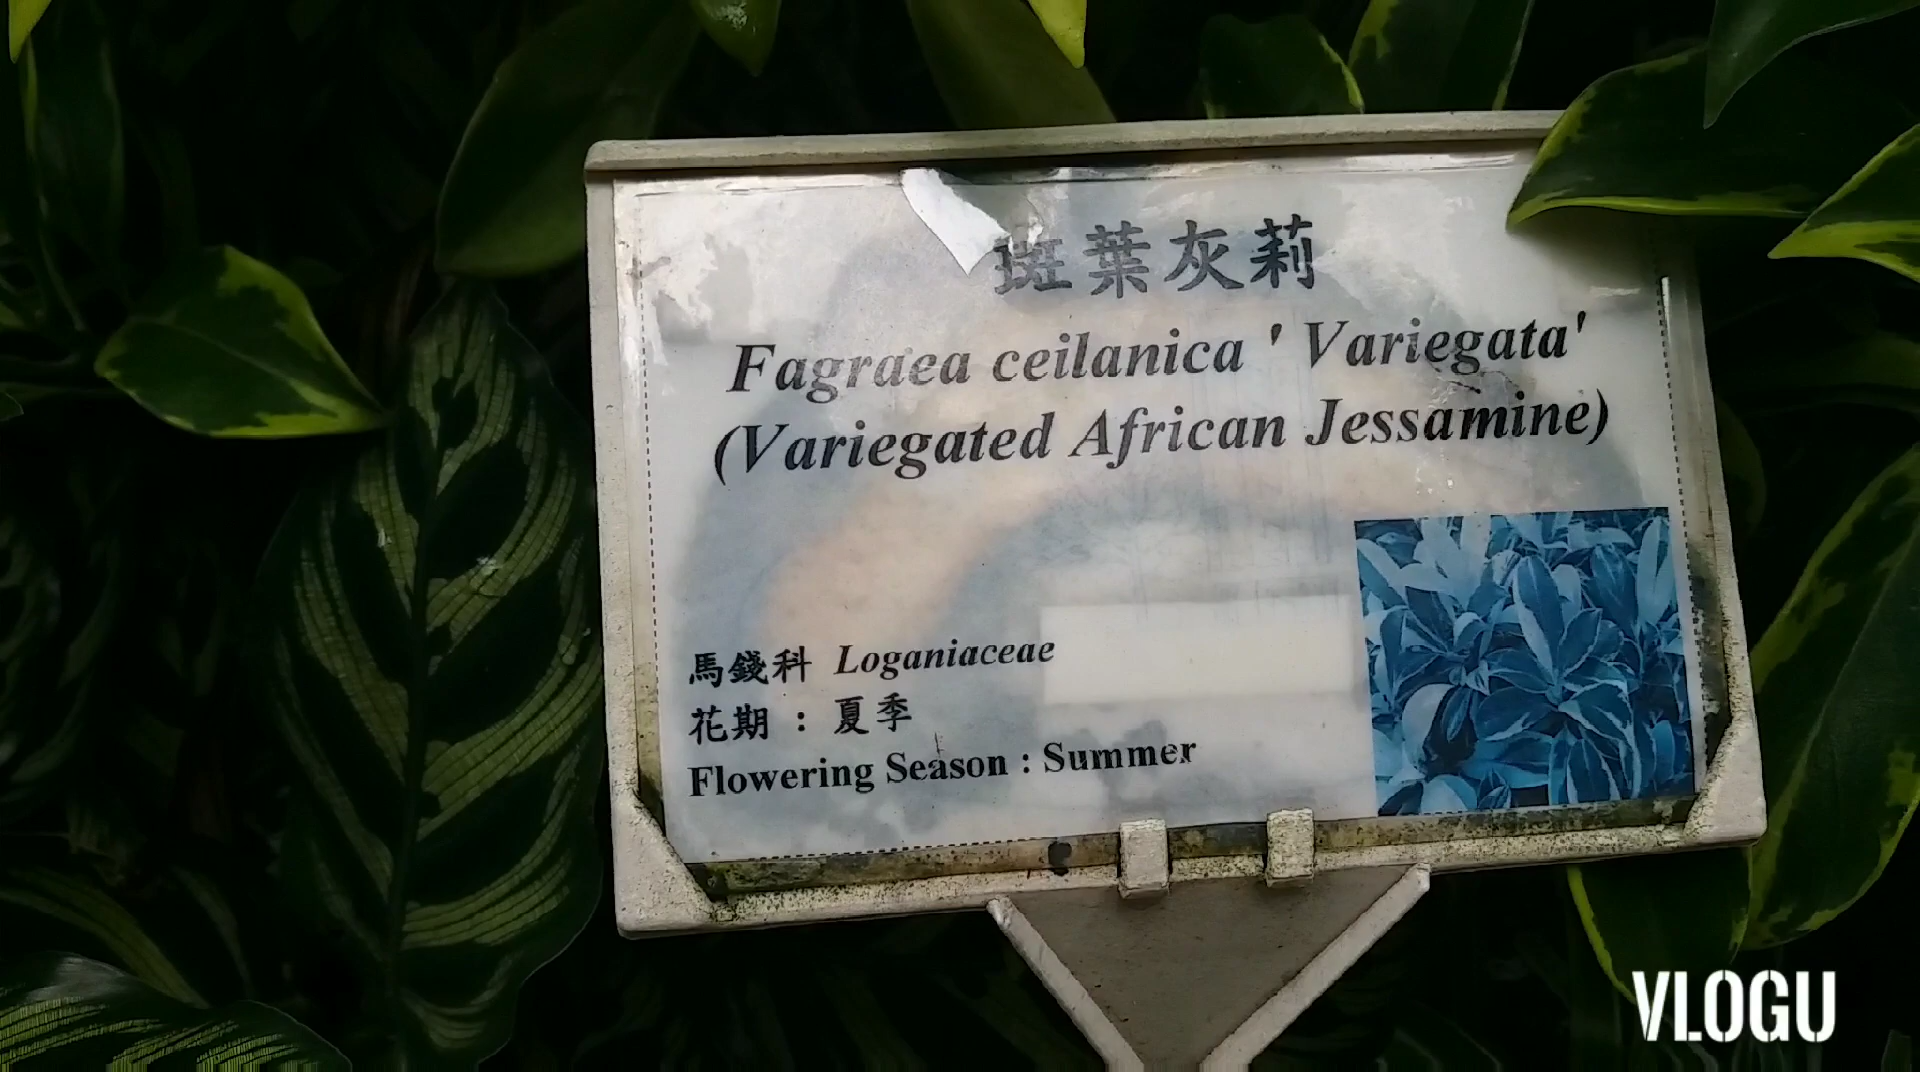 斑葉灰莉
Fagraea ceilanica ' Variegata'
(Variegated African Jessamine)
馬錢科 Loganiaceae
花期 : 夏季
Flowering Season : Summer
VLOGU